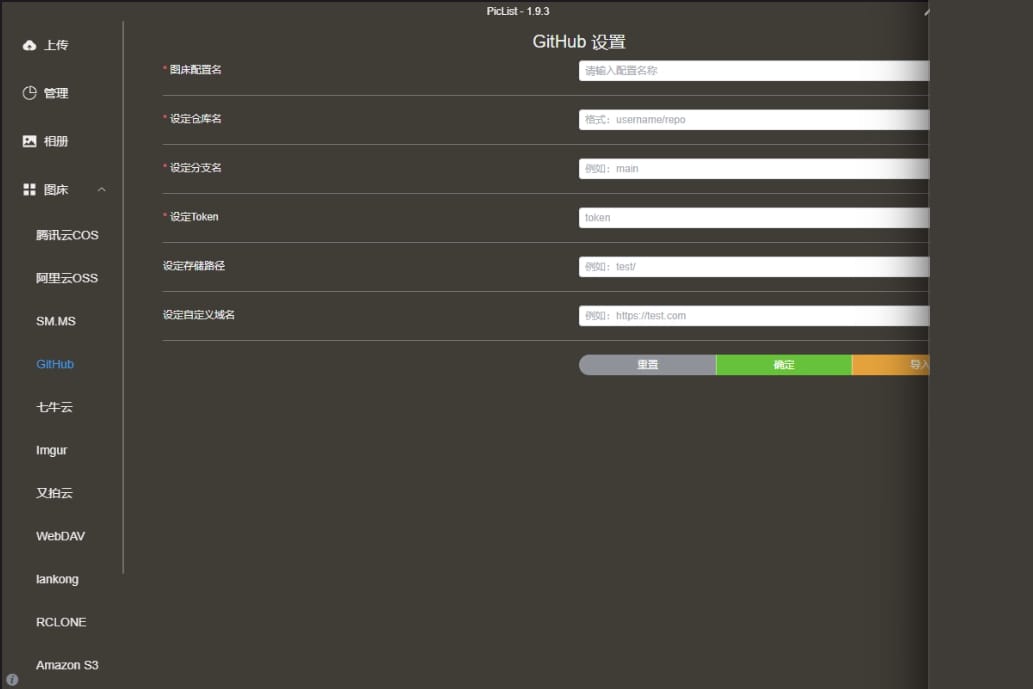 PicList - 1.9.3
上传
管理
相册
图床
腾讯云COS
阿里云OSS
SM.MS
GitHub
七牛云
Imgur
又拍云
WebDAV
lankong
RCLONE
Amazon S3
GitHub 设置
* 图床配置名
请输入配置名称
* 设定仓库名
格式：username/repo
* 设定分支名
例如：main
* 设定Token
token
设定存储路径
例如：test/
设定自定义域名
例如：https://test.com
重置
确定
导入